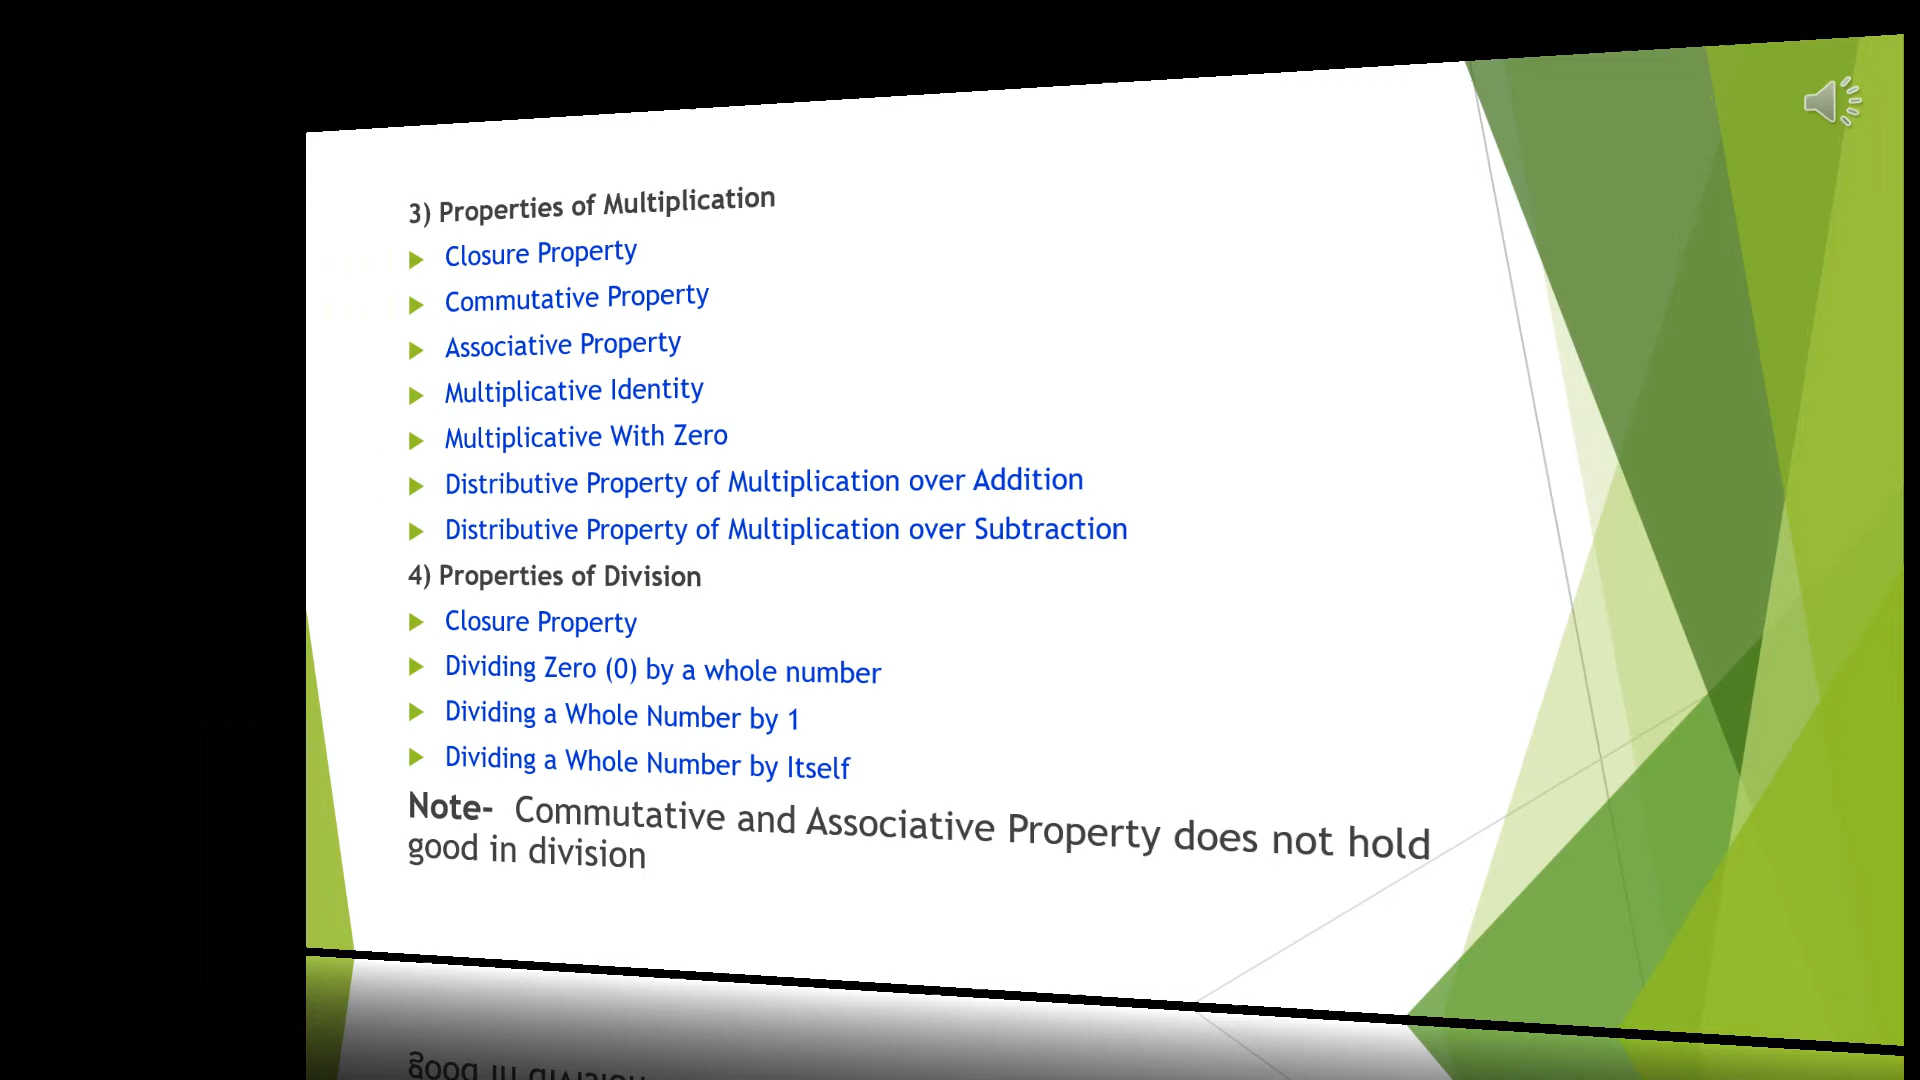 3) Properties of Multiplication
Closure Property
Commutative Property
Associative Property
Multiplicative Identity
Multiplicative With Zero
Distributive Property of Multiplication over Addition
Distributive Property of Multiplication over Subtraction
4) Properties of Division
Closure Property
Dividing Zero (0) by a whole number
Dividing a Whole Number by 1
Dividing a Whole Number by Itself
Note- Commutative and Associative Property does not hold
good in division